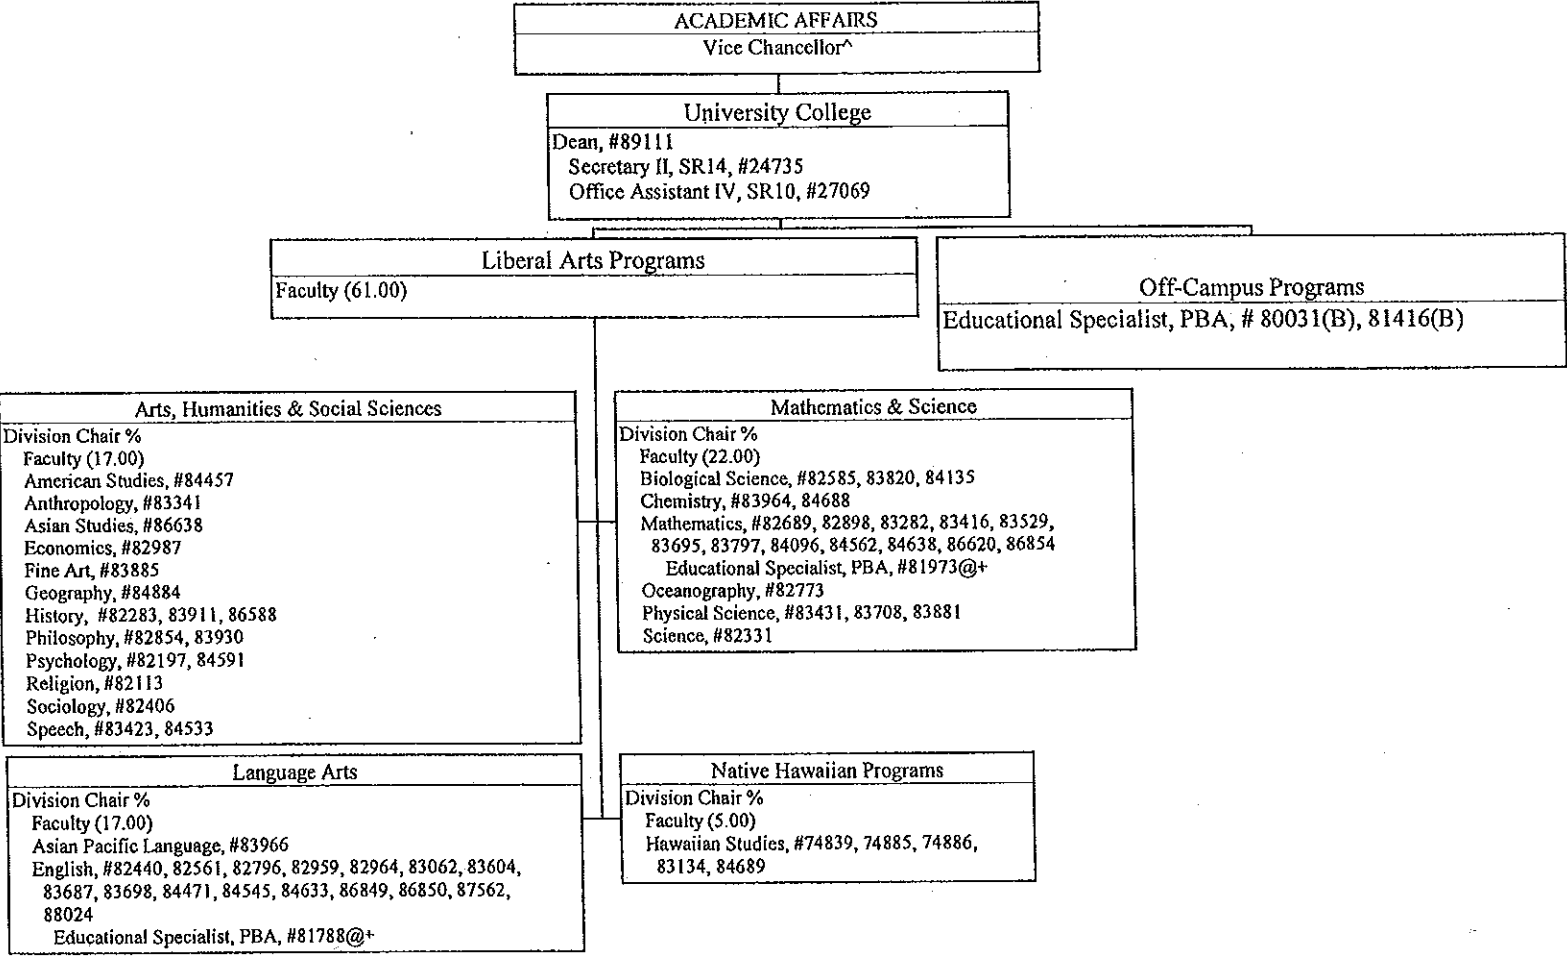 ACADEMIC AFFAIRS
Vice Chancellor^
University College
Dean, #89111
Secretary II, SR14, #24735
Office Assistant IV, SR10, #27069
Liberal Arts Programs
Faculty (61.00)
Off-Campus Programs
Educational Specialist, PBA, # 80031(B), 81416(B)
Arts, Humanities & Social Sciences
Division Chair %
Faculty (17.00)
American Studies, #84457
Anthropology, #83341
Asian Studies, #86638
Economics, #82987
Fine Art, #83885
Geography, #84884
History, #82283, 83911, 86588
Philosophy, #82854, 83930
Psychology, #82197, 84591
Religion, #82113
Sociology, #82406
Speech, #83423, 84533
Mathematics & Science
Division Chair %
Faculty (22.00)
Biological Science, #82585, 83820, 84135
Chemistry, #83964, 84688
Mathematics, #82689, 82898, 83282, 83416, 83529,
83695, 83797, 84096, 84562, 84638, 86620, 86854
Educational Specialist, PBA, #81973@+
Oceanography, #82773
Physical Science, #83431, 83708, 83881
Science, #82331
Language Arts
Division Chair %
Faculty (17.00)
Asian Pacific Language, #83966
English, #82440, 82561, 82796, 82959, 82964, 83062, 83604,
83687, 83698, 84471, 84545, 84633, 86849, 86850, 87562,
88024
Educational Specialist, PBA, #81788@+
Native Hawaiian Programs
Division Chair %
Faculty (5.00)
Hawaiian Studies, #74839, 74885, 74886,
83134, 84689